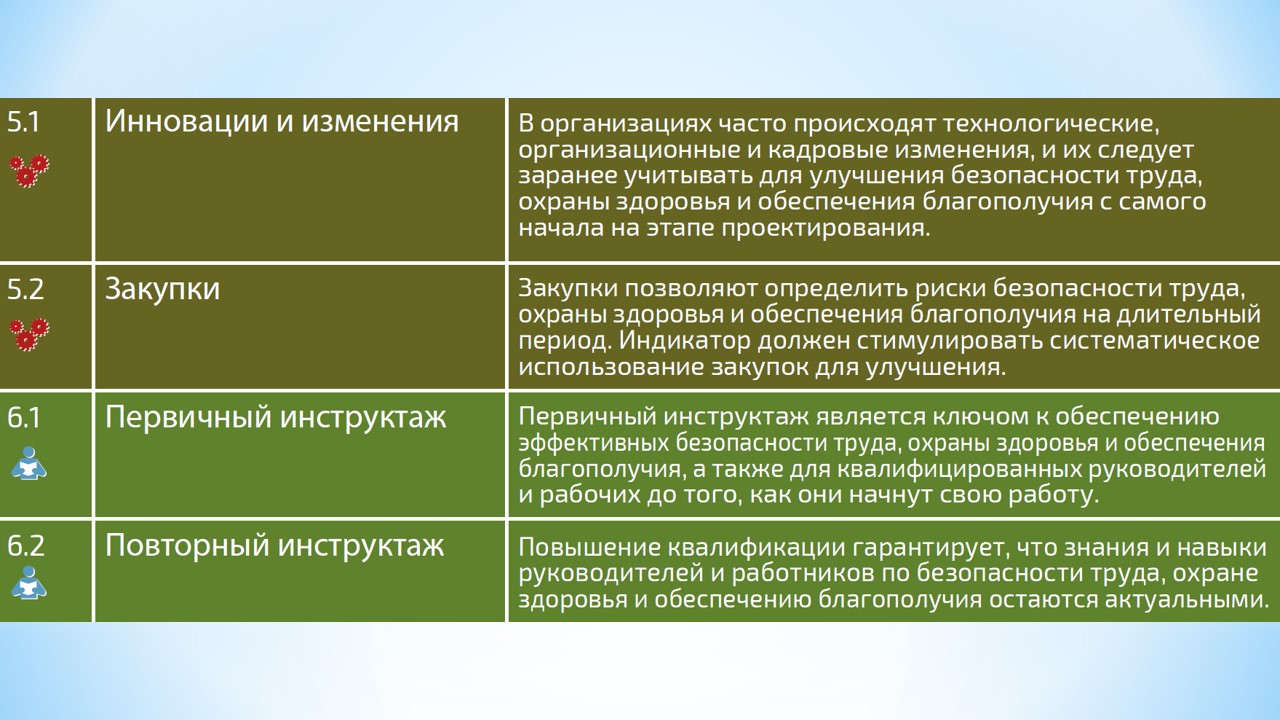 5.1
Инновации и изменения
В организациях часто происходят технологические,
организационные и кадровые изменения, и их следует
заранее учитывать для улучшения безопасности труда,
охраны здоровья и обеспечения благополучия с самого
начала на этапе проектирования.
5.2
Закупки
Закупки позволяют определить риски безопасности труда,
охраны здоровья и обеспечения благополучия на длительный
период. Индикатор должен стимулировать систематическое
использование закупок для улучшения.
6.1
Первичный инструктаж
Первичный инструктаж является ключом к обеспечению
эффективных безопасности труда, охраны здоровья и обеспечения
благополучия, а также для квалифицированных руководителей
и рабочих до того, как они начнут свою работу.
6.2
Повторный инструктаж
Повышение квалификации гарантирует, что знания и навыки
руководителей и работников по безопасности труда, охране
здоровья и обеспечению благополучия остаются актуальными.